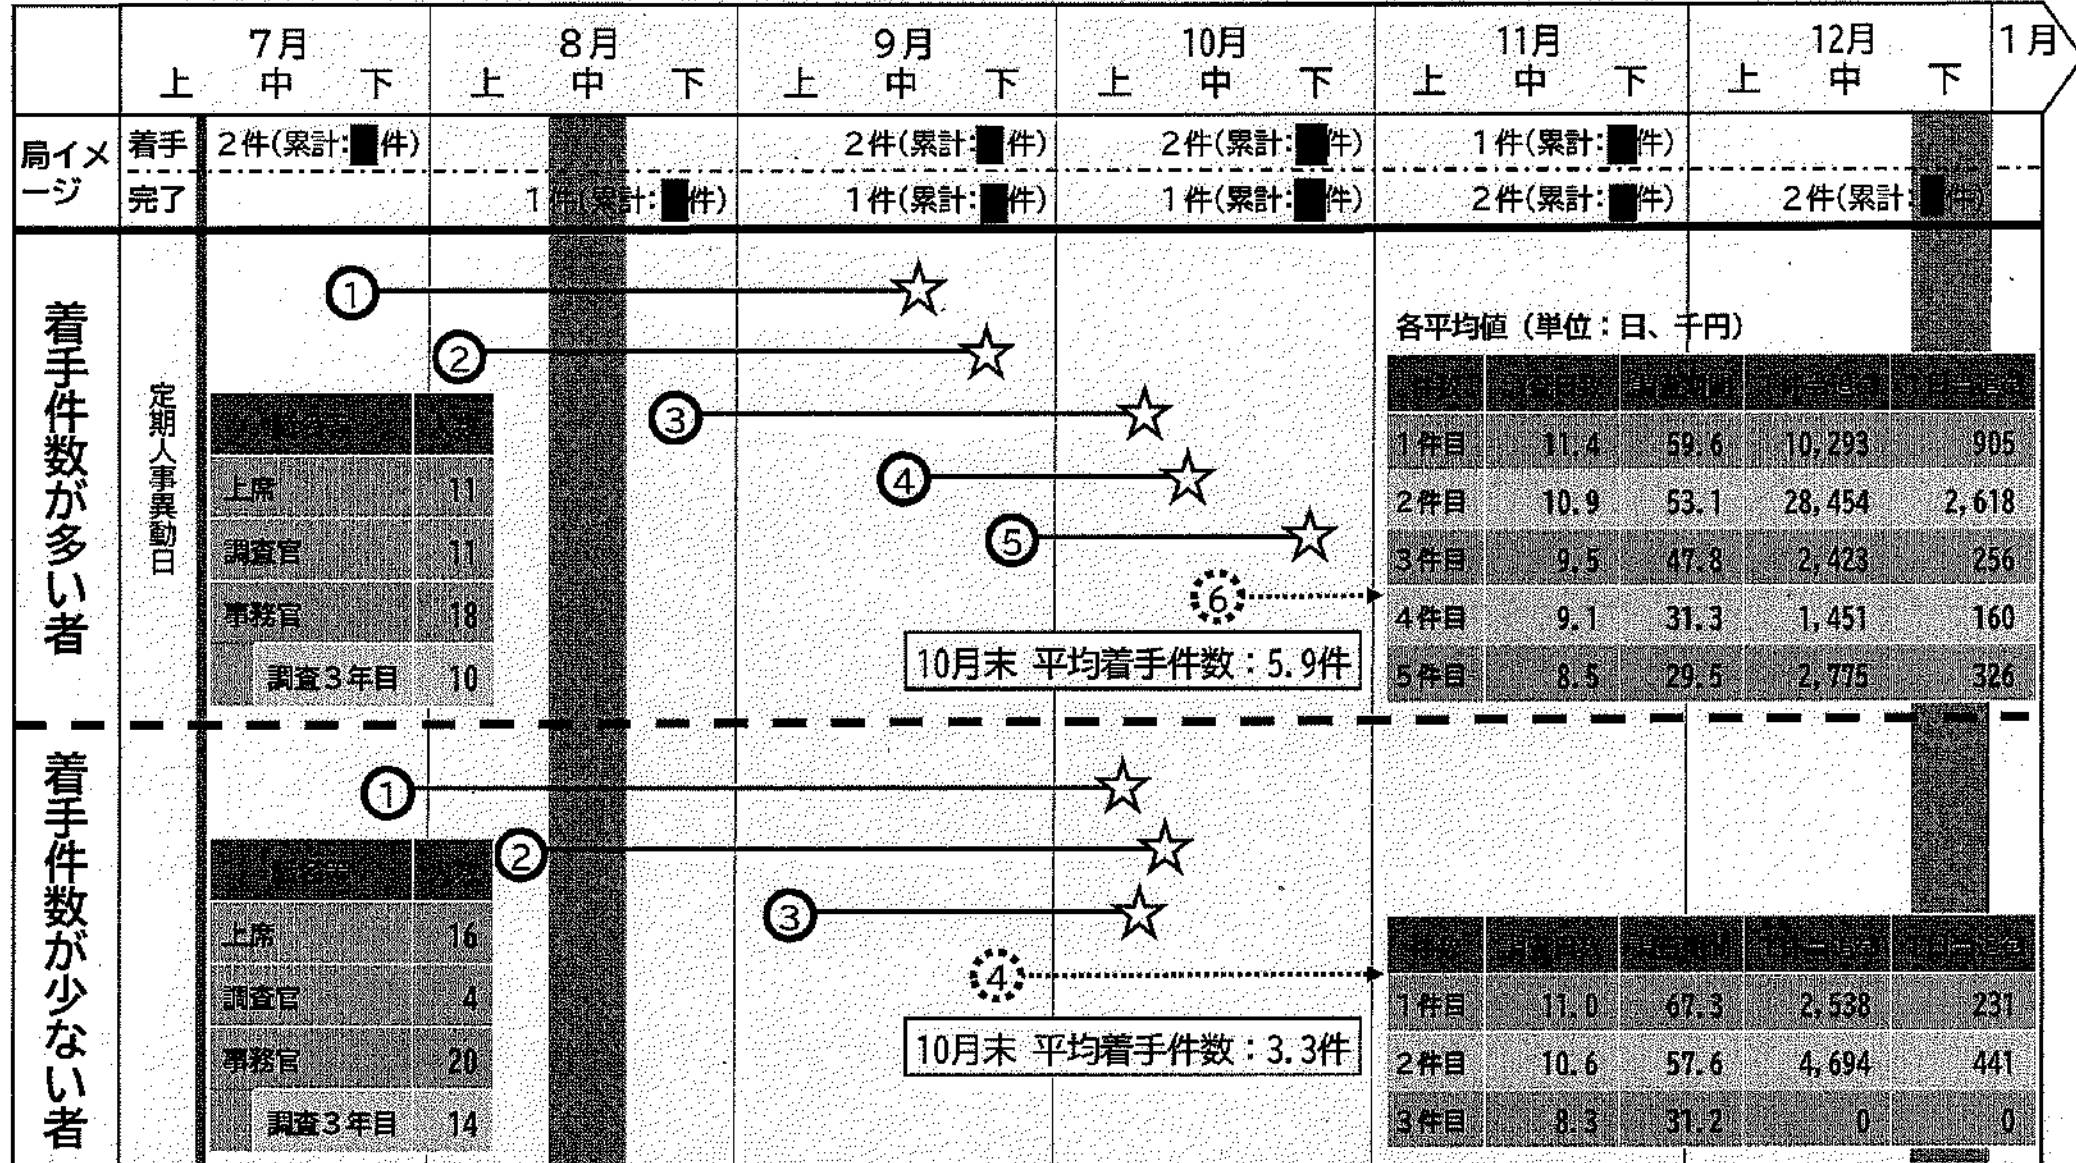 7月 8月 9月 10月 11月 12月 1月
上 中 下 上 中 下 上 中 下 上 中 下 上 中 下 上 中 下
局イメージ
着手 2件(累計: 件) 2件(累計: 件) 2件(累計: 件) 1件(累計: 件)
完了 1件(累計: 件) 1件(累計: 件) 1件(累計: 件) 2件(累計: 件) 2件(累計: 件)
着手件数が多い者
定期人事異動日
①
②
③
④
⑤
⑥
上席 11
調査官 11
事務官 18
調査3年目 10
10月末 平均着手件数:5.9件
各平均値(単位:日、千円)
1件目 11.4 59.6 10,293 905
2件目 10.9 53.1 28,454 2,618
3件目 9.5 47.8 2,423 256
4件目 9.1 31.3 1,451 160
5件目 8.5 29.5 2,775 326
着手件数が少ない者
①
②
③
④
上席 16
調査官 4
事務官 20
調査3年目 14
10月末 平均着手件数:3.3件
1件目 11.0 67.3 2,538 231
2件目 10.6 57.6 4,694 441
3件目 8.3 31.2 0 0